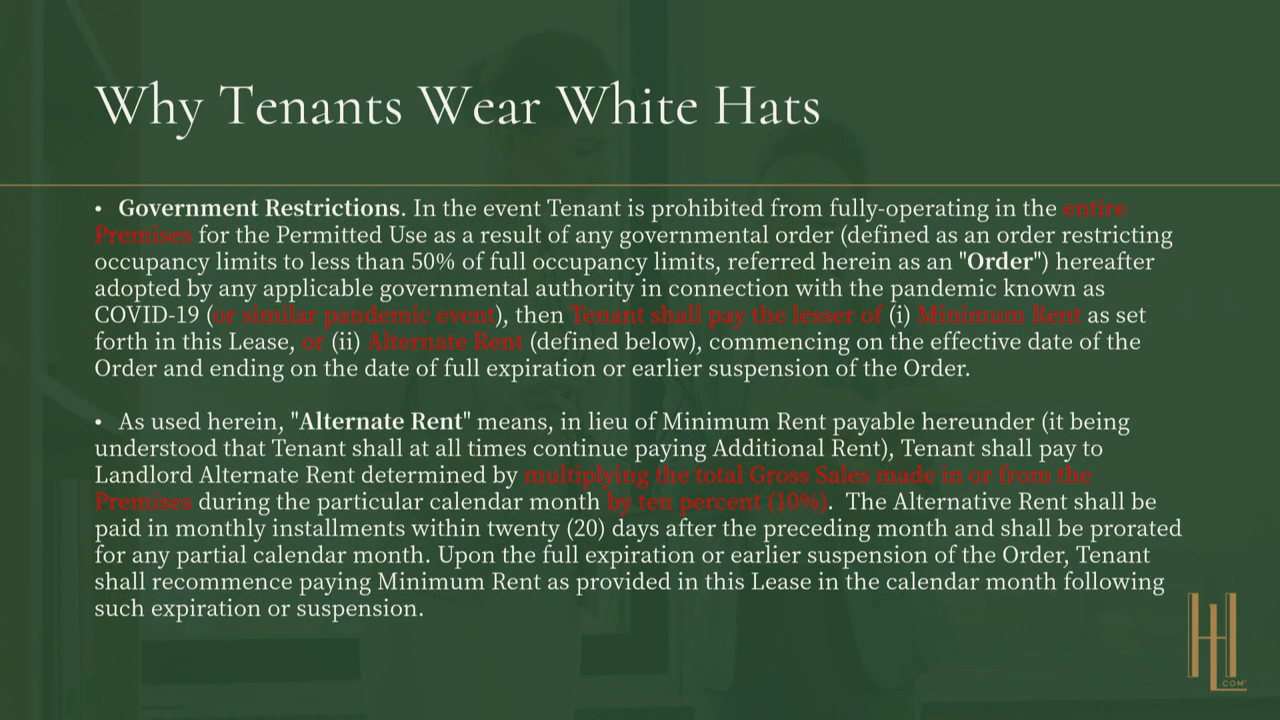 Why Tenants Wear White Hats
• Government Restrictions. In the event Tenant is prohibited from fully-operating in the entire
Premises for the Permitted Use as a result of any governmental order (defined as an order restricting
occupancy limits to less than 50% of full occupancy limits, referred herein as an "Order") hereafter
adopted by any applicable governmental authority in connection with the pandemic known as
COVID-19 (or similar pandemic event), then Tenant shall pay the lesser of (i) Minimum Rent as set
forth in this Lease, or (ii) Alternate Rent (defined below), commencing on the effective date of the
Order and ending on the date of full expiration or earlier suspension of the Order.
• As used herein, "Alternate Rent" means, in lieu of Minimum Rent payable hereunder (it being
understood that Tenant shall at all times continue paying Additional Rent), Tenant shall pay to
Landlord Alternate Rent determined by multiplying the total Gross Sales made in or from the
Premises during the particular calendar month by ten percent (10%).  The Alternative Rent shall be
paid in monthly installments within twenty (20) days after the preceding month and shall be prorated
for any partial calendar month. Upon the full expiration or earlier suspension of the Order, Tenant
shall recommence paying Minimum Rent as provided in this Lease in the calendar month following
such expiration or suspension.
HL
.COM